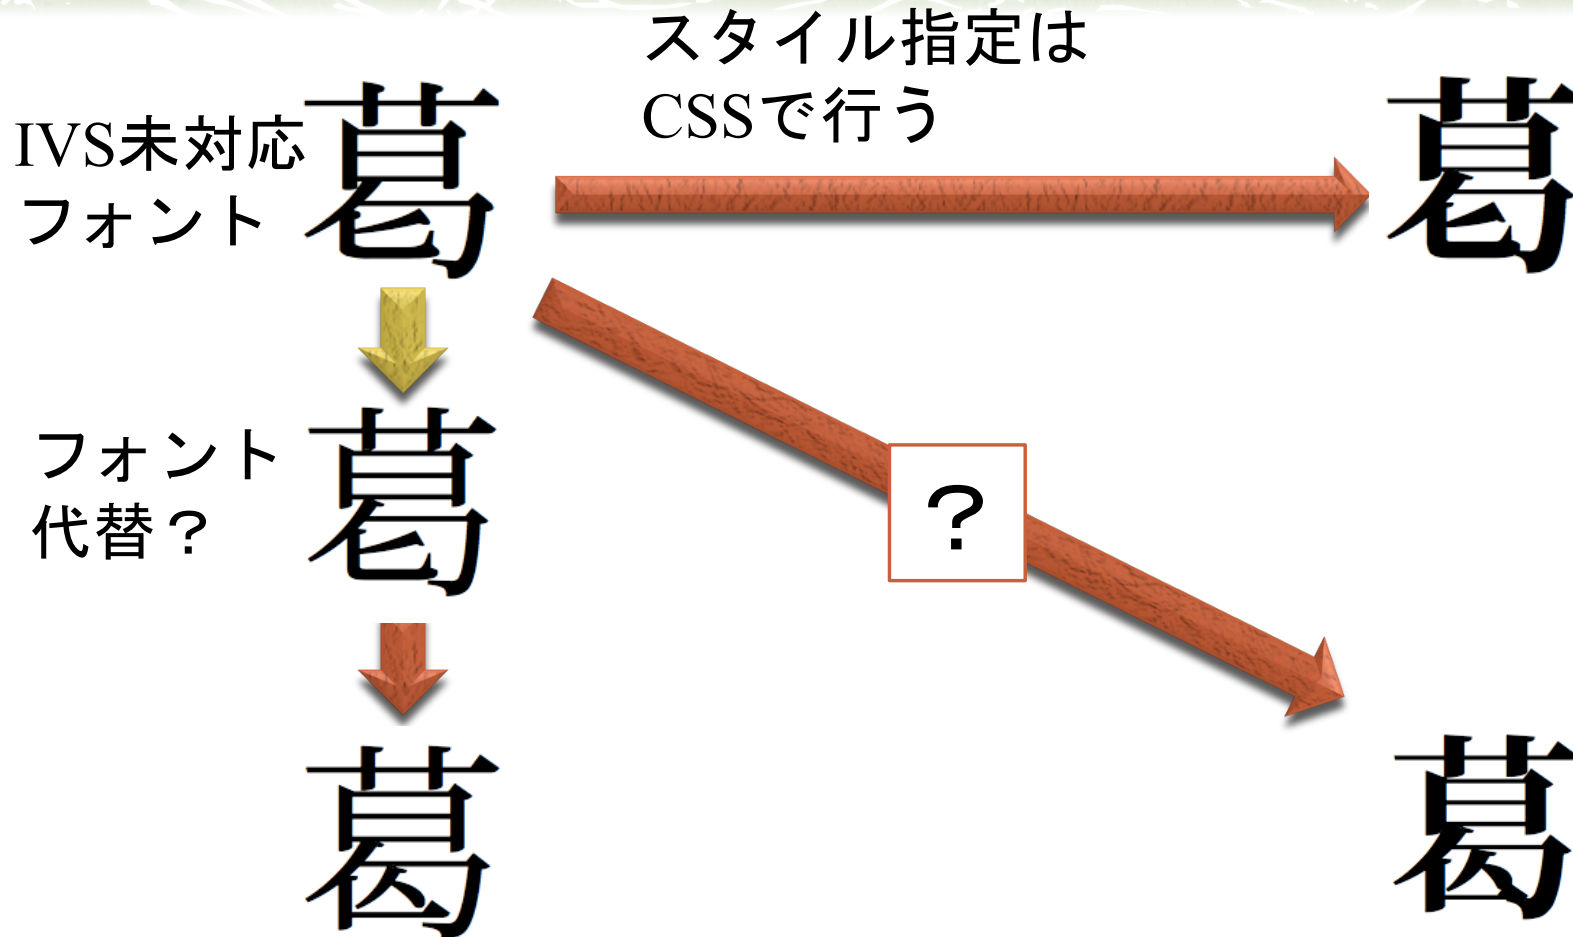 スタイル指定は
CSSで行う
IVS未対応
フォント
葛
葛
フォント
代替？
葛
？
葛
葛